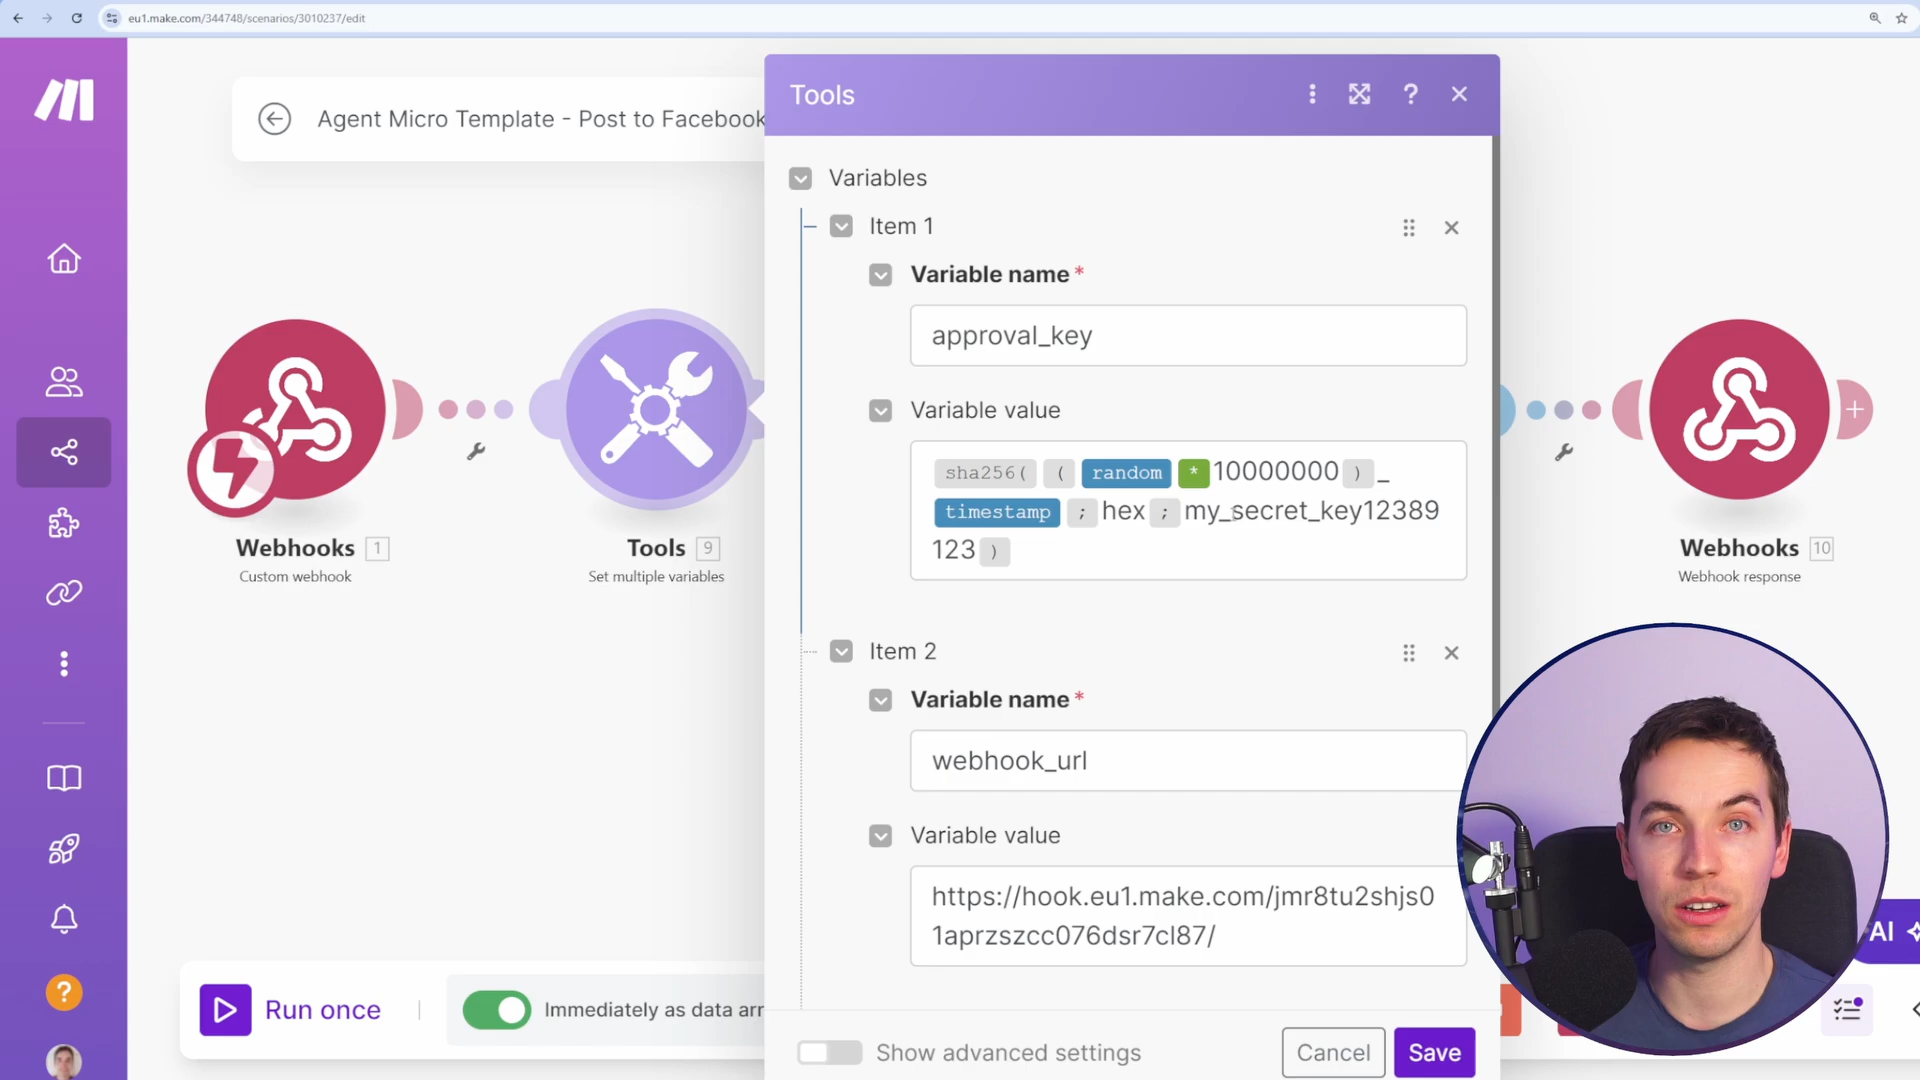 eu1.make.com/344748/scenarios/3010237/edit
Agent Micro Template - Post to Facebook
Tools
Variables
Item 1
Variable name *
approval_key
Variable value
sha256( ( random * 10000000 ) _
timestamp ; hex ; my_secret_key12389
123 )
Item 2
Variable name *
webhook_url
Variable value
https://hook.eu1.make.com/jmr8tu2shjs0
1aprzszcc076dsr7cl87/
Webhooks 1
Custom webhook
Tools 9
Set multiple variables
Webhooks 10
Webhook response
Run once
Immediately as data arr
Show advanced settings
Cancel
Save
AI